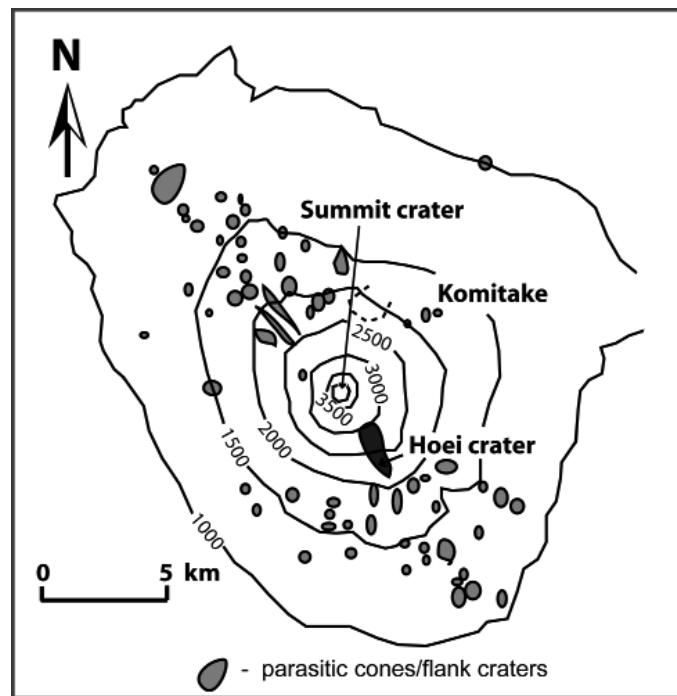 N
Summit crater
Komitake
2500
3000
3500
Hoei crater
2000
1500
1000
0 5 km
- parasitic cones/flank craters